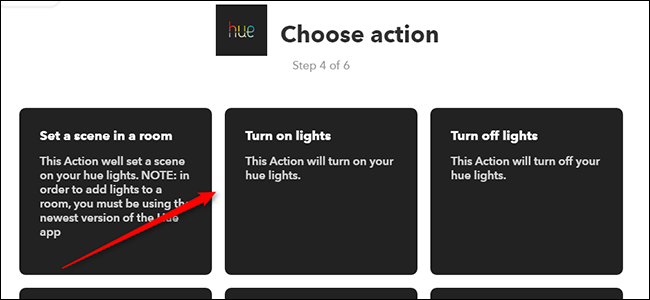 hue
Choose action
Step 4 of 6
Set a scene in a room
This Action well set a scene
on your hue lights. NOTE: in
order to add lights to a
room, you must be using the
newest version of the Hue
app
Turn on lights
This Action will turn on your
hue lights.
Turn off lights
This Action will turn off your
hue lights.